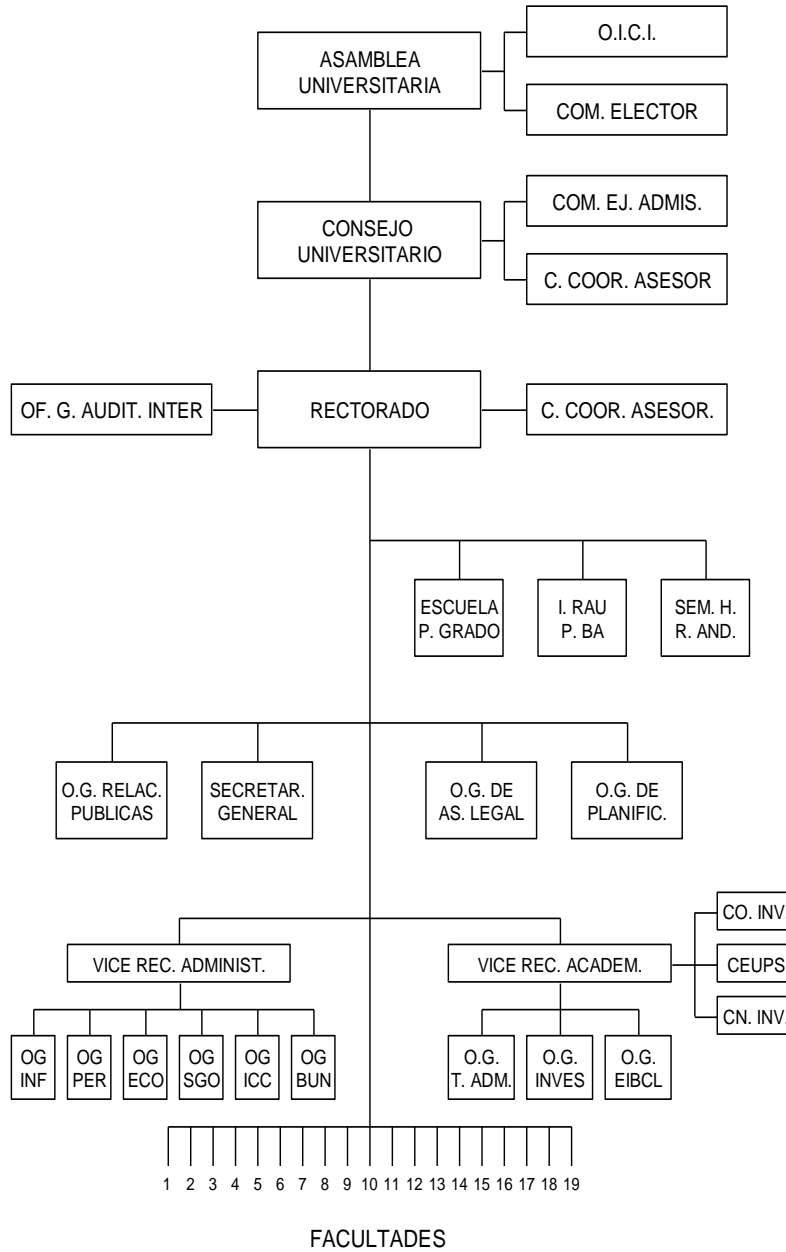 O.I.C.I.
ASAMBLEA
UNIVERSITARIA
COM. ELECTOR
COM. EJ. ADMIS.
CONSEJO
UNIVERSITARIO
C. COOR. ASESOR
OF. G. AUDIT. INTER
RECTORADO
C. COOR. ASESOR.
ESCUELA
P. GRADO
I. RAU
P. BA
SEM. H.
R. AND.
O.G. RELAC.
PUBLICAS
SECRETAR.
GENERAL
O.G. DE
AS. LEGAL
O.G. DE
PLANIFIC.
CO. INV.
VICE REC. ADMINIST.
VICE REC. ACADEM.
CEUPS
CN. INV.
OG
INF
OG
PER
OG
ECO
OG
SGO
OG
ICC
OG
BUN
O.G.
T. ADM.
O.G.
INVES
O.G.
EIBCL
1 2 3 4 5 6 7 8 9 10 11 12 13 14 15 16 17 18 19
FACULTADES